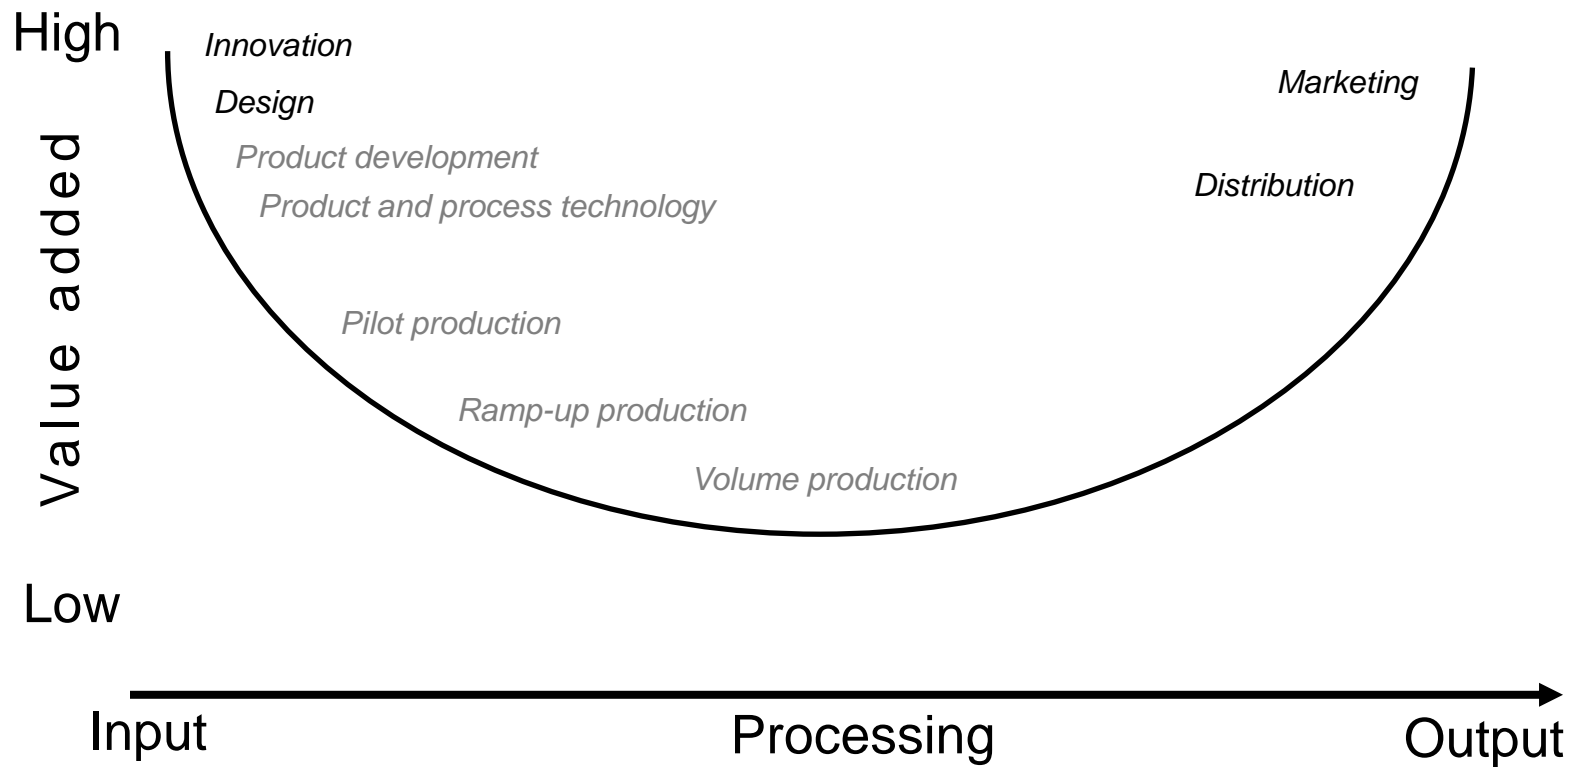 High
Innovation
Marketing
Design
Product development
Distribution
Product and process technology
Value added
Pilot production
Ramp-up production
Volume production
Low
Input
Processing
Output